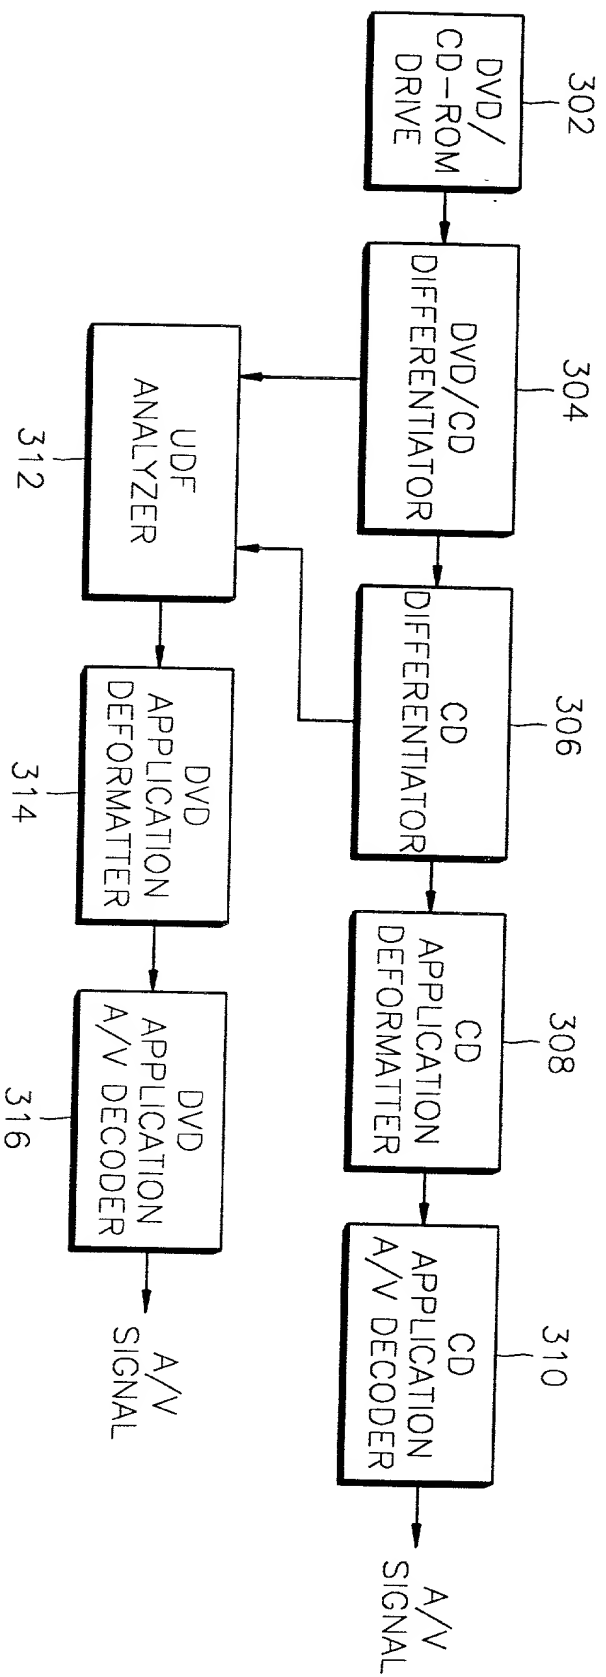 302
DVD/
CD-ROM
DRIVE
304
DVD/CD
DIFFERENTIATOR
306
CD
DIFFERENTIATOR
308
CD
APPLICATION
DEFORMATTER
310
CD
APPLICATION
A/V DECODER
A/V
SIGNAL
UDF
ANALYZER
312
DVD
APPLICATION
DEFORMATTER
314
DVD
APPLICATION
A/V DECODER
316
A/V
SIGNAL